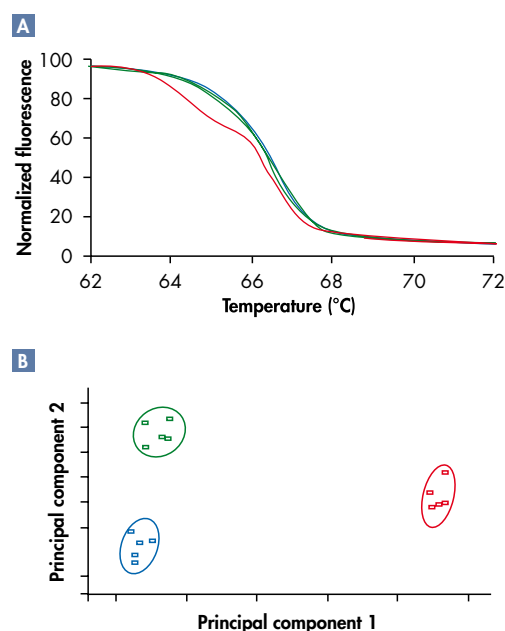 A
Normalized fluorescence
100
80
60
40
20
0
62 64 66 68 70 72
Temperature (°C)
B
Principal component 2
Principal component 1